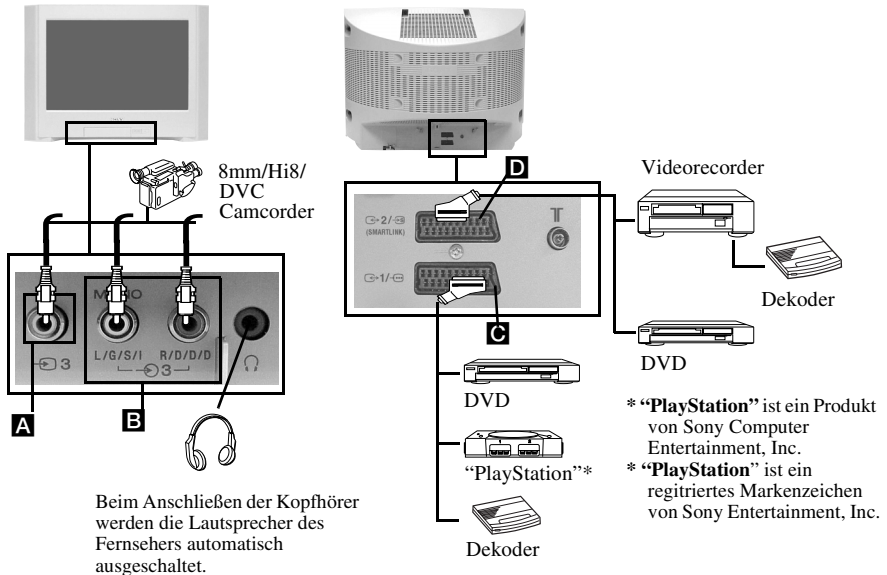 8mm/Hi8/
DVC
Camcorder
MONO
L/G/S/I R/D/D/D
3
3
A
B
Beim Anschließen der Kopfhörer
werden die Lautsprecher des
Fernsehers automatisch
ausgeschaltet.
D
2/
(SMARTLINK)
1/
C
DVD
“PlayStation”*
Dekoder
Videorecorder
Dekoder
DVD
* “PlayStation” ist ein Produkt
von Sony Computer
Entertainment, Inc.
* “PlayStation” ist ein
regitriertes Markenzeichen
von Sony Entertainment, Inc.